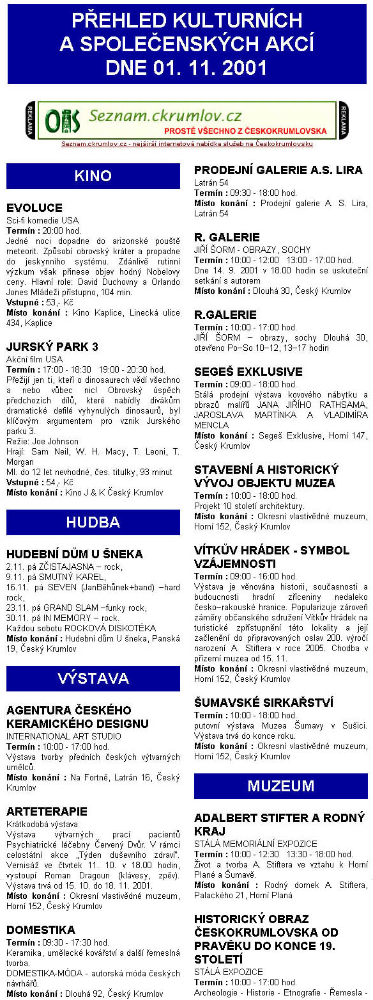 PŘEHLED KULTURNÍCH
A SPOLEČENSKÝCH AKCÍ
DNE 01. 11. 2001
REKLAMA
OIS
Seznam.ckrumlov.cz
PROSTĚ VŠECHNO Z ČESKOKRUMLOVSKA
REKLAMA
Seznam.ckrumlov.cz - nejširší internetová nabídka služeb na Českokrumlovsku
KINO
EVOLUCE
Sci-fi komedie USA
Termín : 20:00 hod.
Jedné noci dopadne do arizonské pouště
meteorit. Způsobí obrovský kráter a propadne
do jeskynního systému. Zdánlivě rutinní
výzkum však přinese objev hodný Nobelovy
ceny. Hlavní role: David Duchovny a Orlando
Jones Mládeži přístupno, 104 min.
Vstupné : 53,- Kč
Místo konání : Kino Kaplice, Linecká ulice
434, Kaplice
JURSKÝ PARK 3
Akční film USA
Termín : 17:00 - 18:30 19:00 - 20:30 hod.
Přežijí jen ti, kteří o dinosaurech vědí všechno
a nebo vůbec nic! Obrovský úspěch
předchozích dílů, které nabídly divákům
dramatické defilé vyhynulých dinosaurů, byl
klíčovým argumentem pro vznik Jurského
parku 3.
Režie: Joe Johnson
Hrají: Sam Neil, W. H. Macy, T. Leoni, T.
Morgan
Ml. do 12 let nevhodné, čes. titulky, 93 minut
Vstupné : 54,- Kč
Místo konání : Kino J & K Český Krumlov
HUDBA
HUDEBNÍ DŮM U ŠNEKA
2.11. pá ZČISTAJASNA – rock,
9.11. pá SMUTNÝ KAREL,
16.11. pá SEVEN (JanBěhůnek+band) –hard
rock,
23.11. pá GRAND SLAM –funky rock,
30.11. pá IN MEMORY – rock.
Každou sobotu ROCKOVÁ DISKOTÉKA
Místo konání : Hudební dům U šneka, Panská
19, Český Krumlov
VÝSTAVA
AGENTURA ČESKÉHO
KERAMICKÉHO DESIGNU
INTERNATIONAL ART STUDIO
Termín : 10:00 - 17:00 hod.
Výstava tvorby předních českých výtvarných
umělců.
Místo konání : Na Fortně, Latrán 16, Český
Krumlov
ARTETERAPIE
Krátkodobá výstava
Výstava výtvarných prací pacientů
Psychiatrické léčebny Červený Dvůr. V rámci
celostátní akce „Týden duševního zdraví”.
Vernisáž ve čtvrtek 11. 10. v 18.00 hodin,
vystoupí Roman Dragoun (klávesy, zpěv).
Výstava trvá od 15. 10. do 18. 11. 2001.
Místo konání : Okresní vlastivědné muzeum,
Horní 152, Český Krumlov
DOMESTIKA
Termín : 09:30 - 17:30 hod.
Keramika, umělecké kovářství a další řemeslná
tvorba.
DOMESTIKA-MÓDA - autorská móda českých
návrhářů.
Místo konání : Dlouhá 92, Český Krumlov
PRODEJNÍ GALERIE A.S. LIRA
Latrán 54
Termín : 09:30 - 18:00 hod.
Místo konání : Prodejní galerie A. S. Lira,
Latrán 54
R. GALERIE
JIŘÍ ŠORM - OBRAZY, SOCHY
Termín : 10:00 - 12:00 13:00 - 17:00 hod.
Dne 14. 9. 2001 v 18.00 hodin se uskuteční
setkání s autorem
Místo konání : Dlouhá 30, Český Krumlov
R.GALERIE
Termín : 10:00 - 17:00 hod.
JIŘÍ ŠORM – obrazy, sochy Dlouhá 30,
otevřeno Po–So 10–12, 13–17 hodin
SEGEŠ EXKLUSIVE
Termín : 09:00 - 18:00 hod.
Stálá prodejní výstava kovového nábytku a
obrazů malířů JANA JIŘÍHO RATHSAMA,
JAROSLAVA MARTÍNKA A VLADIMÍRA
MENCLA
Místo konání : Segeš Exklusive, Horní 147,
Český Krumlov
STAVEBNÍ A HISTORICKÝ
VÝVOJ OBJEKTU MUZEA
Termín : 10:00 - 18:00 hod.
Projekt 10 století architektury.
Místo konání : Okresní vlastivědné muzeum,
Horní 152, Český Krumlov
VÍTKŮV HRÁDEK - SYMBOL
VZÁJEMNOSTI
Termín : 09:00 - 16:00 hod.
Výstava je věnována historii, současnosti a
budoucnosti hradní zříceniny nedaleko
česko–rakouské hranice. Popularizuje zároveň
záměry občanského sdružení Vítkův Hrádek na
turistické zpřístupnění této lokality a její
začlenění do připravovaných oslav 200. výročí
narození A. Stiftera v roce 2005. Chodba v
přízemí muzea od 15. 11.
Místo konání : Okresní vlastivědné muzeum,
Horní 152, Český Krumlov
ŠUMAVSKÉ SIRKAŘSTVÍ
Termín : 10:00 - 18:00 hod.
putovní výstava Muzea Šumavy v Sušici.
Výstava trvá do konce roku.
Místo konání : Okresní vlastivědné muzeum,
Horní 152, Český Krumlov
MUZEUM
ADALBERT STIFTER A RODNÝ
KRAJ
STÁLÁ MEMORIÁLNÍ EXPOZICE
Termín : 10:00 - 12:30 13:30 - 18:00 hod.
Život a tvorba A. Stiftera ve vztahu k Horní
Plané a Šumavě.
Místo konání : Rodný domek A. Stiftera,
Palackého 21, Horní Planá
HISTORICKÝ OBRAZ
ČESKOKRUMLOVSKA OD
PRAVĚKU DO KONCE 19.
STOLETÍ
STÁLÁ EXPOZICE
Termín : 10:00 - 17:00 hod.
Archeologie - Historie - Etnografie - Řemesla -